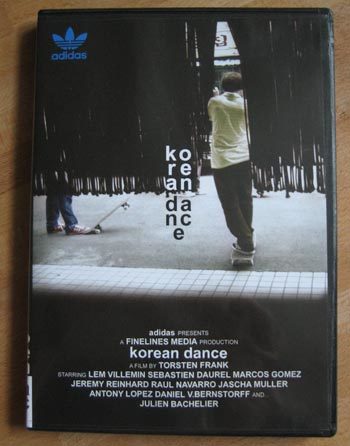 adidas
korean
dance
adidas PRESENTS
A FINELINES MEDIA PRODUCTION
korean dance
A FILM BY TORSTEN FRANK
STARRING LEM VILLEMIN SEBASTIEN DAUREL MARCOS GOMEZ
JEREMY REINHARD RAUL NAVARRO JASCHA MULLER
ANTONY LOPEZ DANIEL V.BERNSTORFF AND
JULIEN BACHELIER